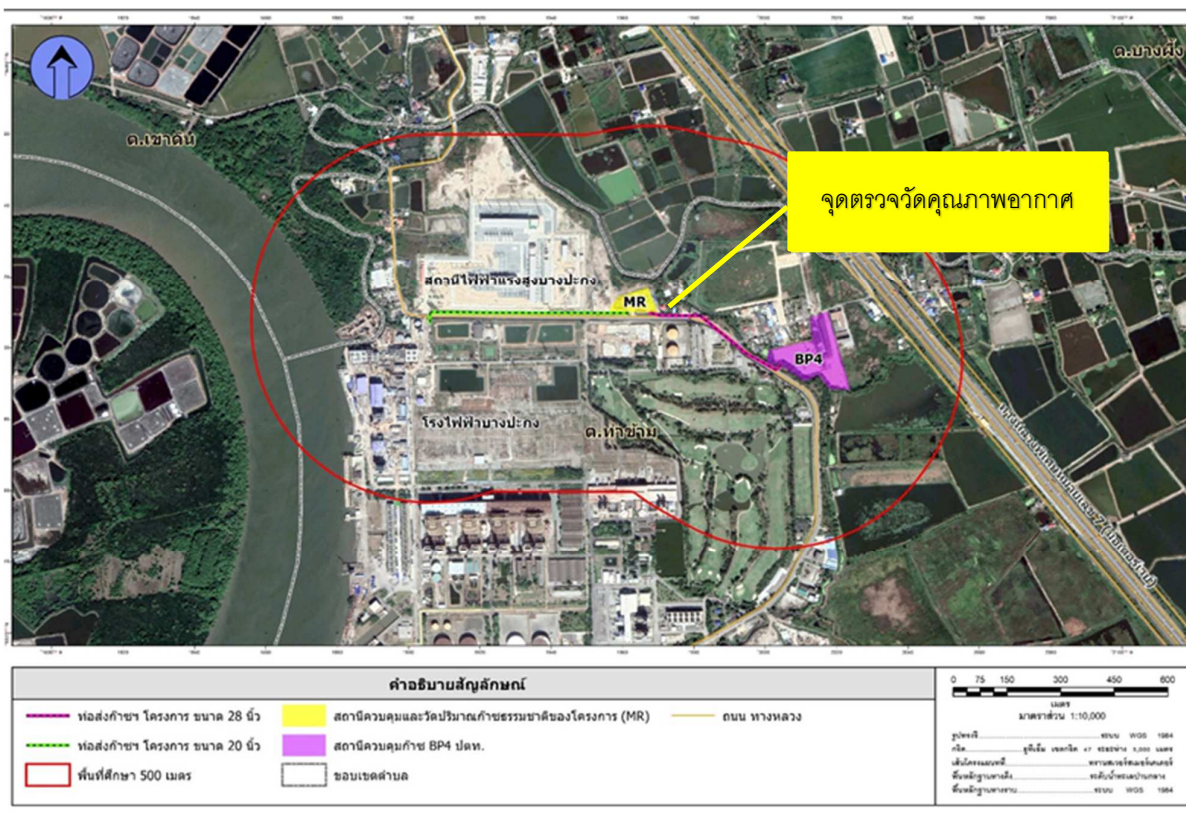 ต.บางผึ้ง
ต.เขาดิน
จุดตรวจวัดคุณภาพอากาศ
สถานีไฟฟ้าแรงสูงบางปะกง
MR
BP4
โรงไฟฟ้าบางปะกง
ต.ท่าข้าม
คำอธิบายสัญลักษณ์
ท่อส่งก๊าซฯ โครงการ ขนาด 28 นิ้ว
สถานีควบคุมและวัดปริมาณก๊าซธรรมชาติของโครงการ (MR)
ถนน ทางหลวง
ท่อส่งก๊าซฯ โครงการ ขนาด 20 นิ้ว
สถานีควบคุมก๊าซ BP4 ปตท.
พื้นที่ศึกษา 500 เมตร
ขอบเขตตำบล
0 75 150 300 450 600
เมตร
มาตราส่วน 1:10,000
ระบบ WGS 1984
ระบบ WGS 1984